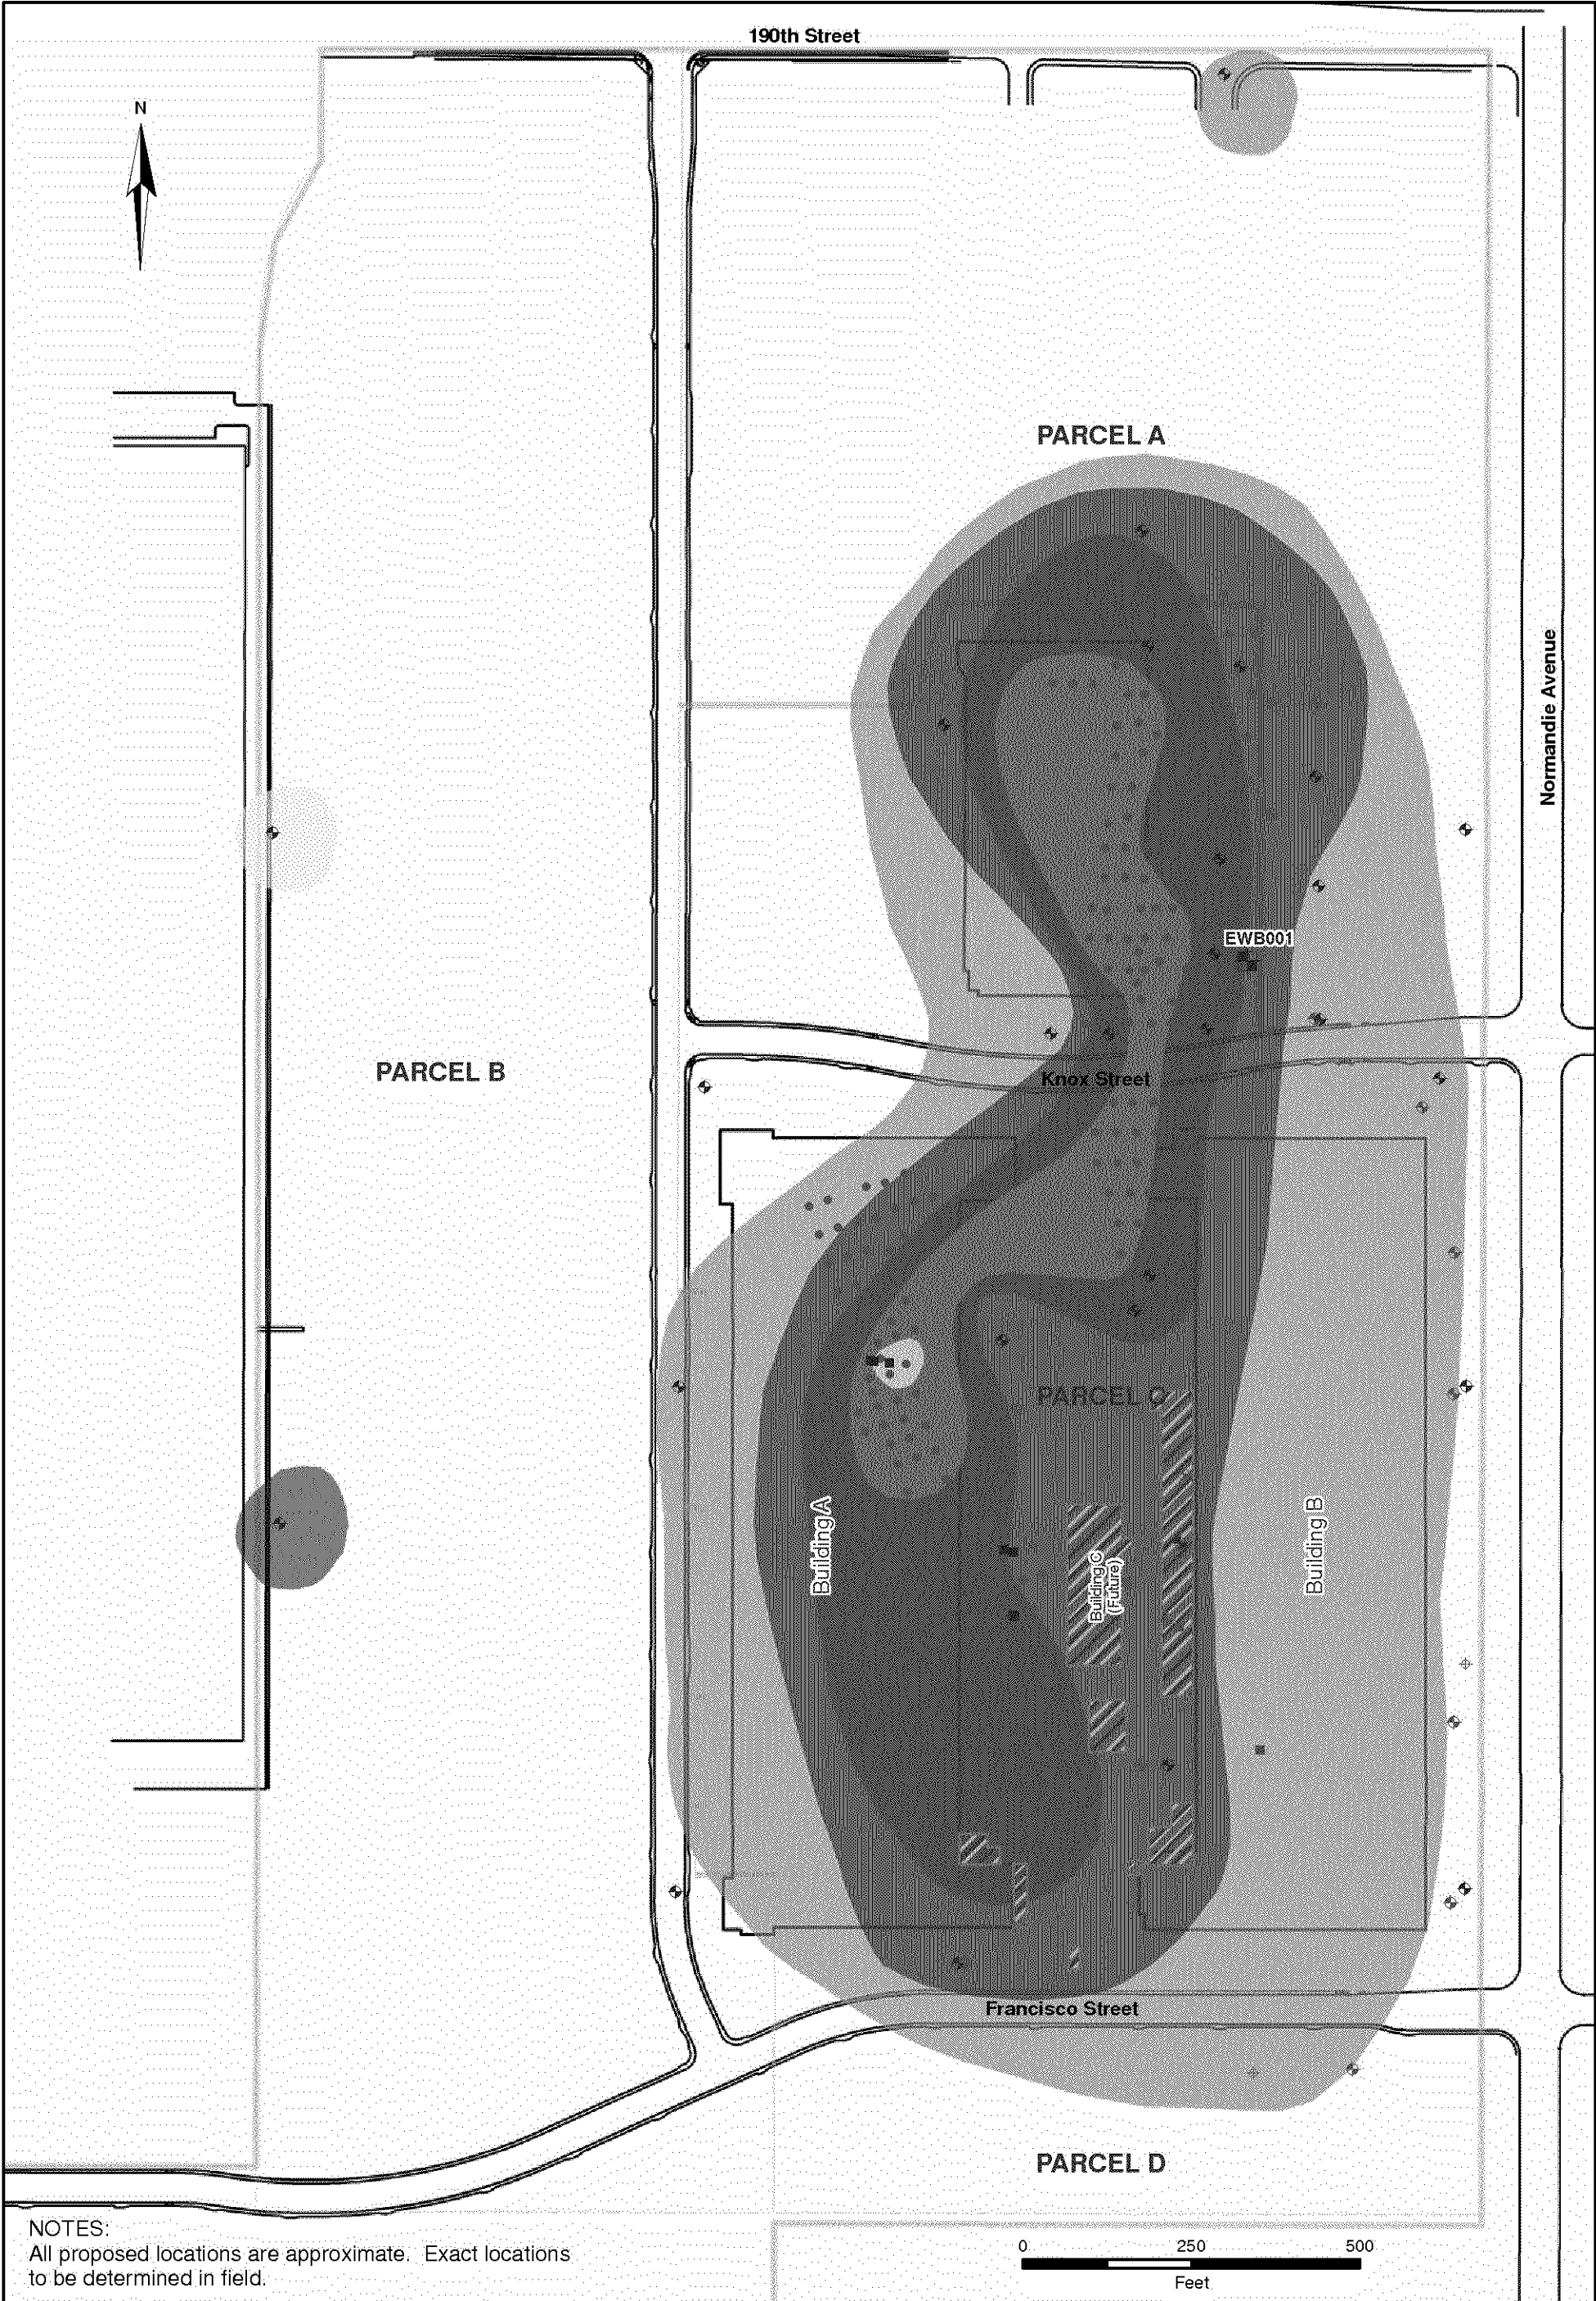 190th Street
N
PARCEL A
Normandie Avenue
EWB001
PARCEL B
Knox Street
PARCEL C
Building A
Building C
(Future)
Building B
Francisco Street
PARCEL D
NOTES:
All proposed locations are approximate. Exact locations
to be determined in field.
0 250 500
Feet